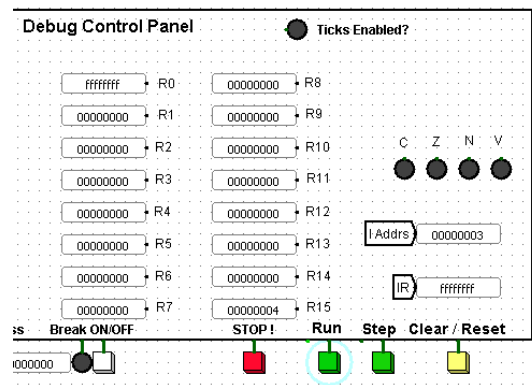 Debug Control Panel Ticks Enabled?
ffffffff R0 00000000 R8
00000000 R1 00000000 R9
00000000 R2 00000000 R10
00000000 R3 00000000 R11
00000000 R4 00000000 R12
00000000 R5 00000000 R13
00000000 R6 00000000 R14
00000000 R7 00000004 R15
C Z N V
I Addrs 00000003
IR ffffffff
ss Break ON/OFF STOP ! Run Step Clear / Reset
0000000